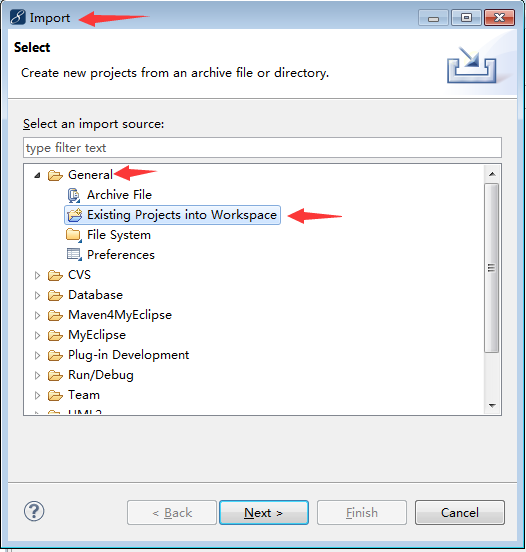 Import
Select
Create new projects from an archive file or directory.
Select an import source:
type filter text
General
Archive File
Existing Projects into Workspace
File System
Preferences
CVS
Database
Maven4MyEclipse
MyEclipse
Plug-in Development
Run/Debug
Team
< Back
Next >
Finish
Cancel